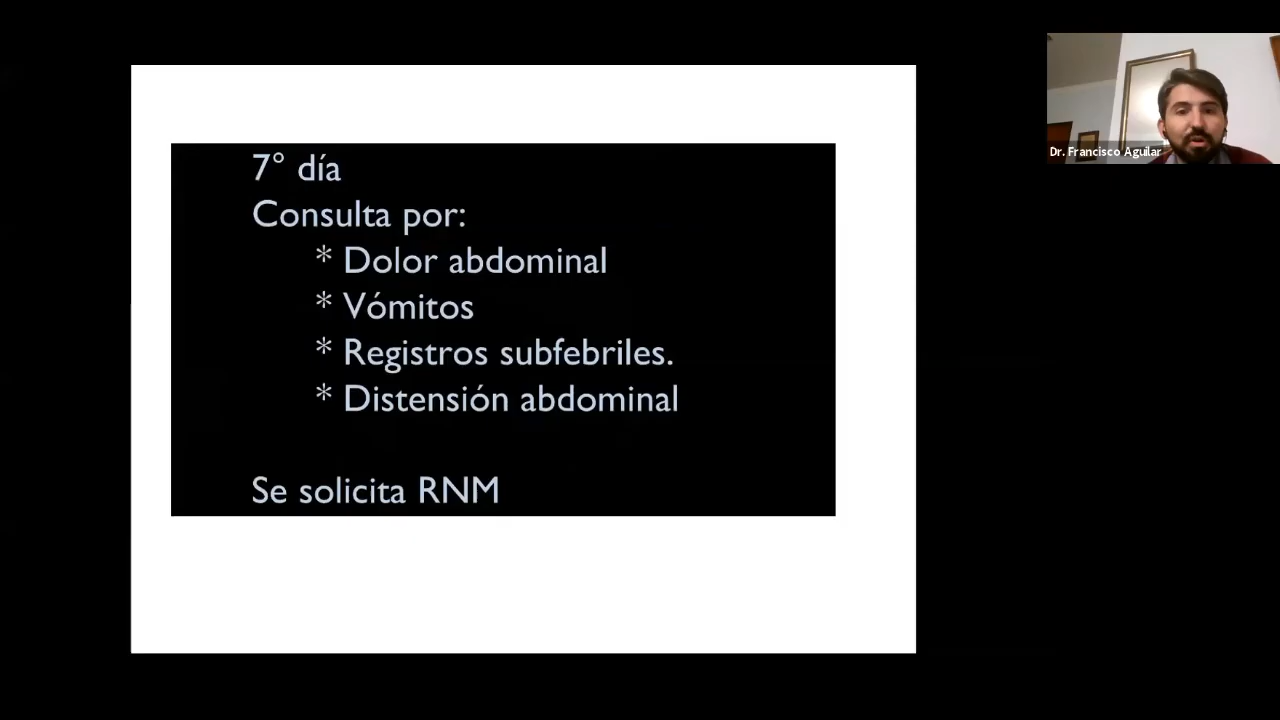 7° día
Consulta por:
* Dolor abdominal
* Vómitos
* Registros subfebriles.
* Distensión abdominal
Se solicita RNM
Dr. Francisco Aguilar